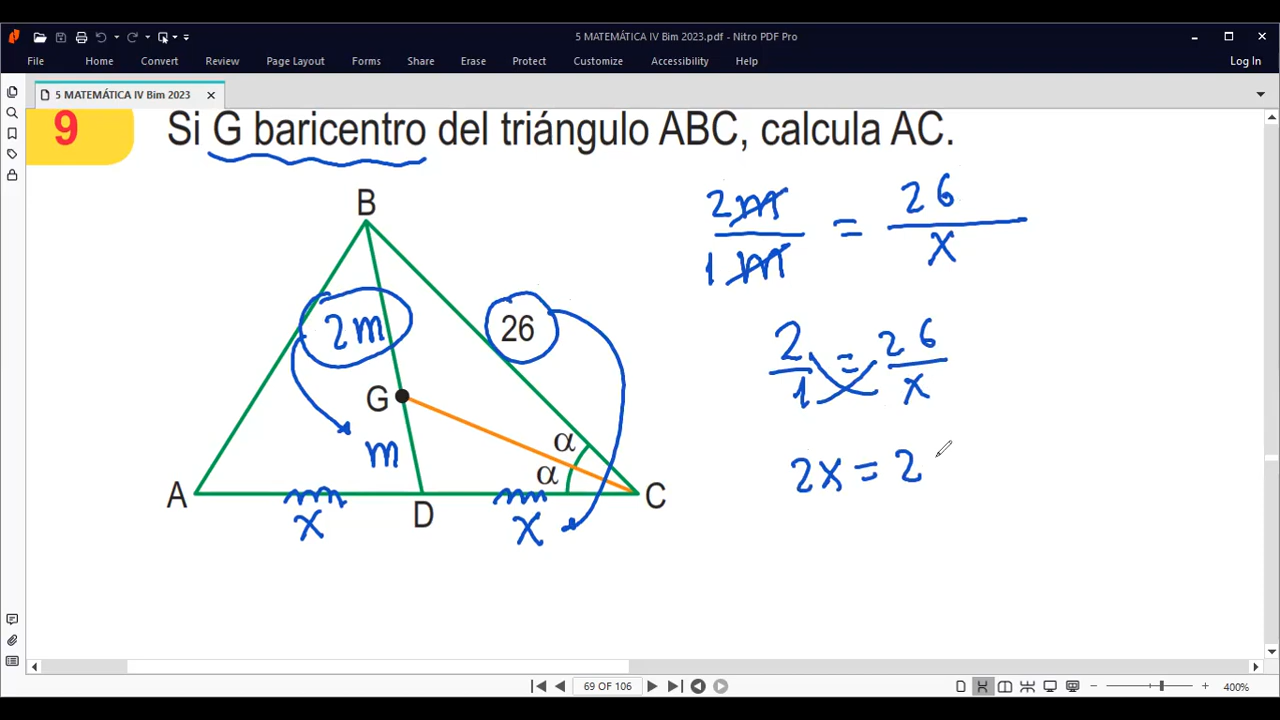 5 MATEMÁTICA IV Bim 2023.pdf - Nitro PDF Pro
File Home Convert Review Page Layout Forms Share Erase Protect Customize Accessibility Log In
5 MATEMÁTICA IV Bim 2023
9 Si G baricentro del triángulo ABC, calcula AC.
B
2m
26
G
m
α
α
A
D
C
x
x
2m/1m = 26/x
2/1 = 26/x
2x = 2
69 OF 106
400%